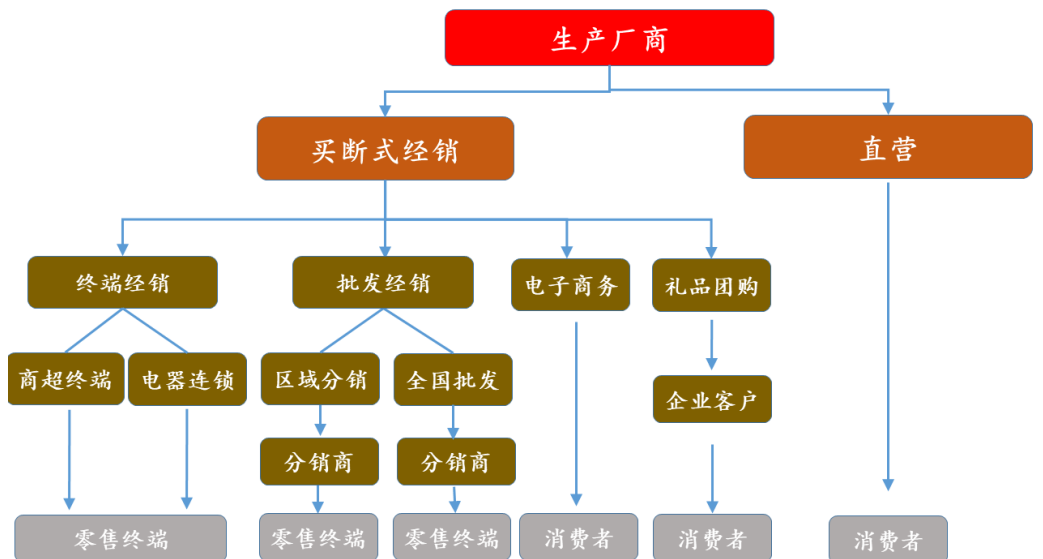 生产厂商
买断式经销
直营
终端经销
批发经销
电子商务
礼品团购
商超终端
电器连锁
区域分销
全国批发
企业客户
分销商
分销商
零售终端
零售终端
零售终端
消费者
消费者
消费者